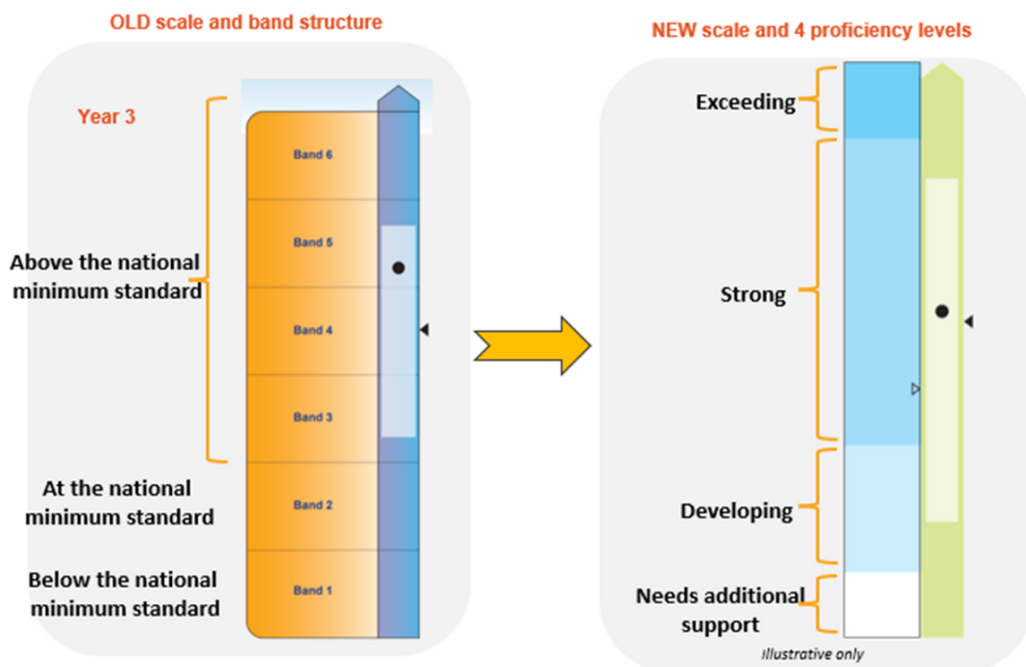 OLD scale and band structure
Year 3
Band 6
Band 5
Band 4
Band 3
Band 2
Band 1
Above the national
minimum standard
At the national
minimum standard
Below the national
minimum standard
NEW scale and 4 proficiency levels
Exceeding
Strong
Developing
Needs additional
support
Illustrative only